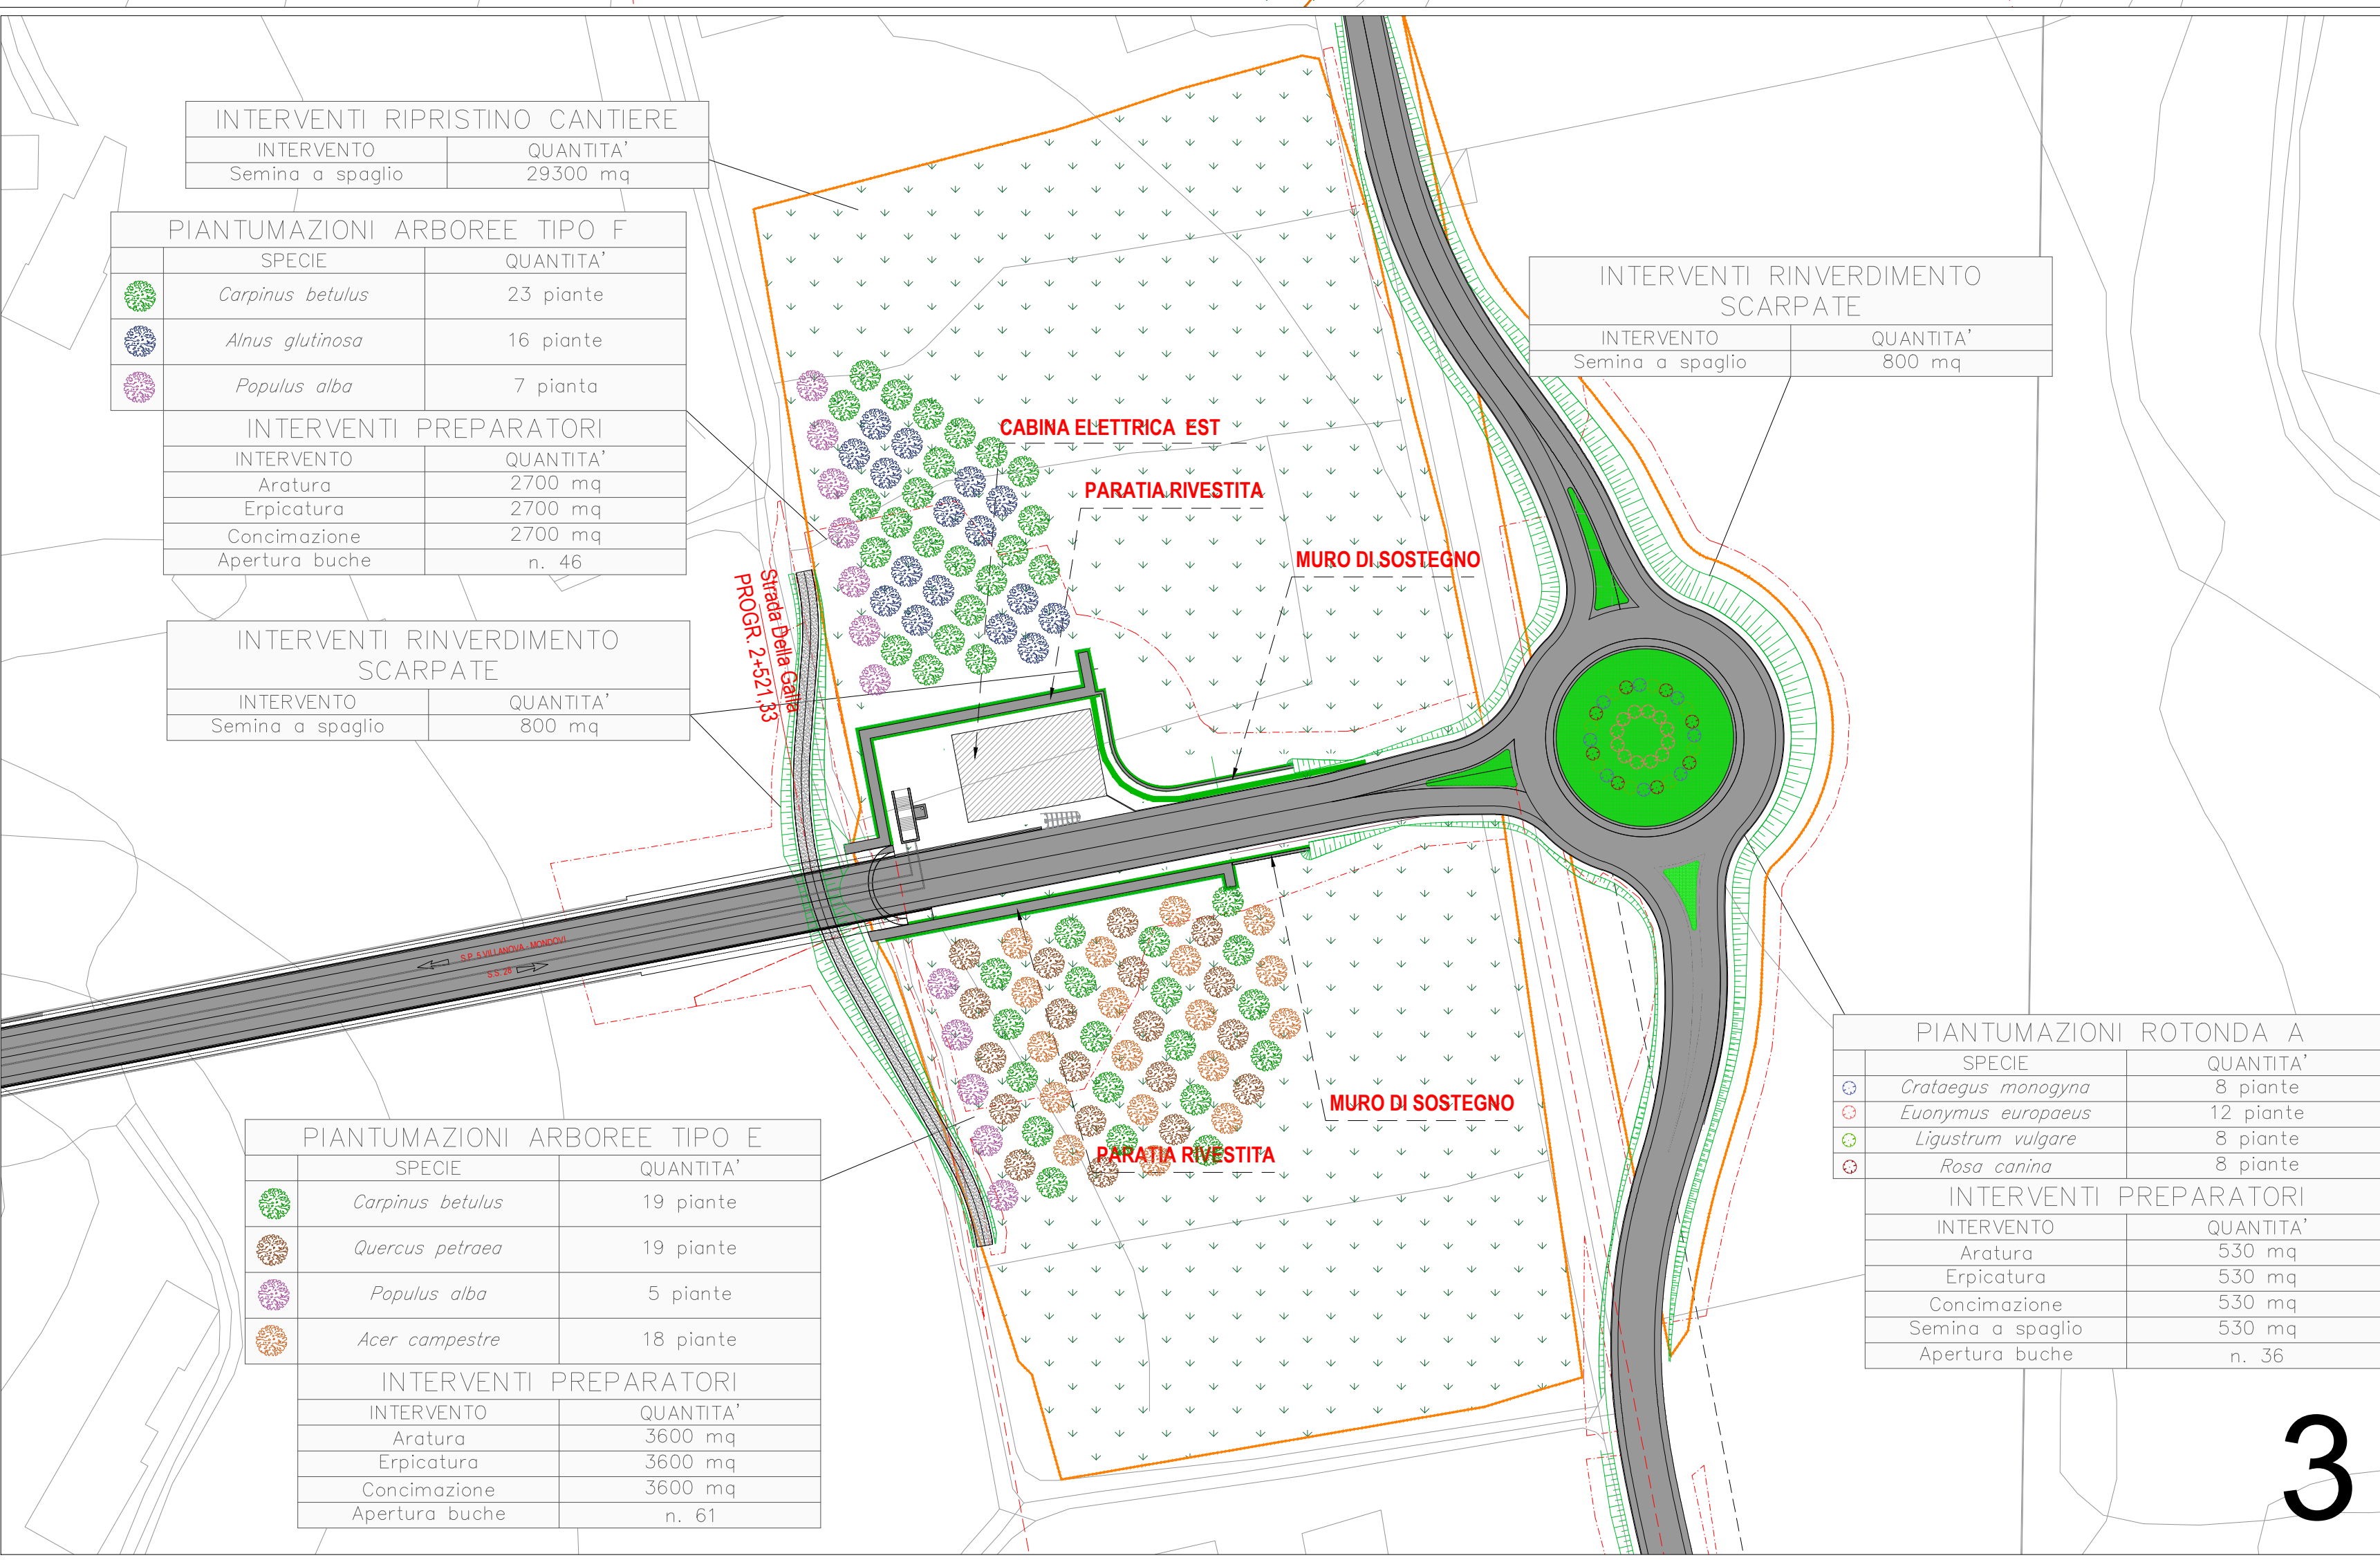 INTERVENTI RIPRISTINO CANTIERE
INTERVENTO QUANTITA'
Semina a spaglio 29300 mq
PIANTUMAZIONI ARBOREE TIPO F
SPECIE QUANTITA'
Carpinus betulus 23 piante
Alnus glutinosa 16 piante
Populus alba 7 pianta
INTERVENTI PREPARATORI
INTERVENTO QUANTITA'
Aratura 2700 mq
Erpicatura 2700 mq
Concimazione 2700 mq
Apertura buche n. 46
INTERVENTI RINVERDIMENTO
SCARPATE
INTERVENTO QUANTITA'
Semina a spaglio 800 mq
Strada Della Gallia
PROGR. 2+521,33
CABINA ELETTRICA EST
PARATIA RIVESTITA
MURO DI SOSTEGNO
INTERVENTI RINVERDIMENTO
SCARPATE
INTERVENTO QUANTITA'
Semina a spaglio 800 mq
S.P. 5 VILLANOVA - MONDOVI
S.S. 28
MURO DI SOSTEGNO
PARATIA RIVESTITA
PIANTUMAZIONI ARBOREE TIPO E
SPECIE QUANTITA'
Carpinus betulus 19 piante
Quercus petraea 19 piante
Populus alba 5 piante
Acer campestre 18 piante
INTERVENTI PREPARATORI
INTERVENTO QUANTITA'
Aratura 3600 mq
Erpicatura 3600 mq
Concimazione 3600 mq
Apertura buche n. 61
PIANTUMAZIONI ROTONDA A
SPECIE QUANTITA'
Crataegus monogyna 8 piante
Euonymus europaeus 12 piante
Ligustrum vulgare 8 piante
Rosa canina 8 piante
INTERVENTI PREPARATORI
INTERVENTO QUANTITA'
Aratura 530 mq
Erpicatura 530 mq
Concimazione 530 mq
Semina a spaglio 530 mq
Apertura buche n. 36
3